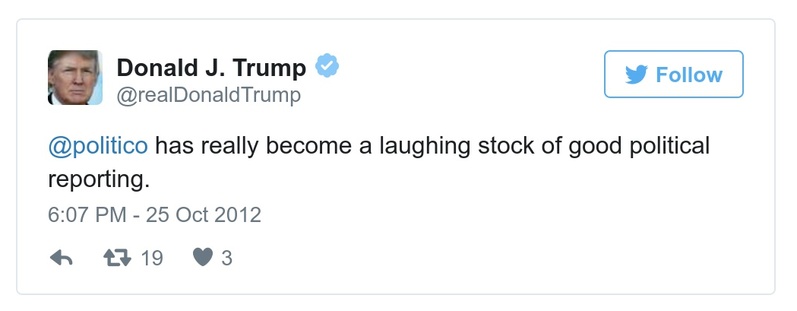 Donald J. Trump
@realDonaldTrump
Follow
@politico has really become a laughing stock of good political
reporting.
6:07 PM - 25 Oct 2012
19 3